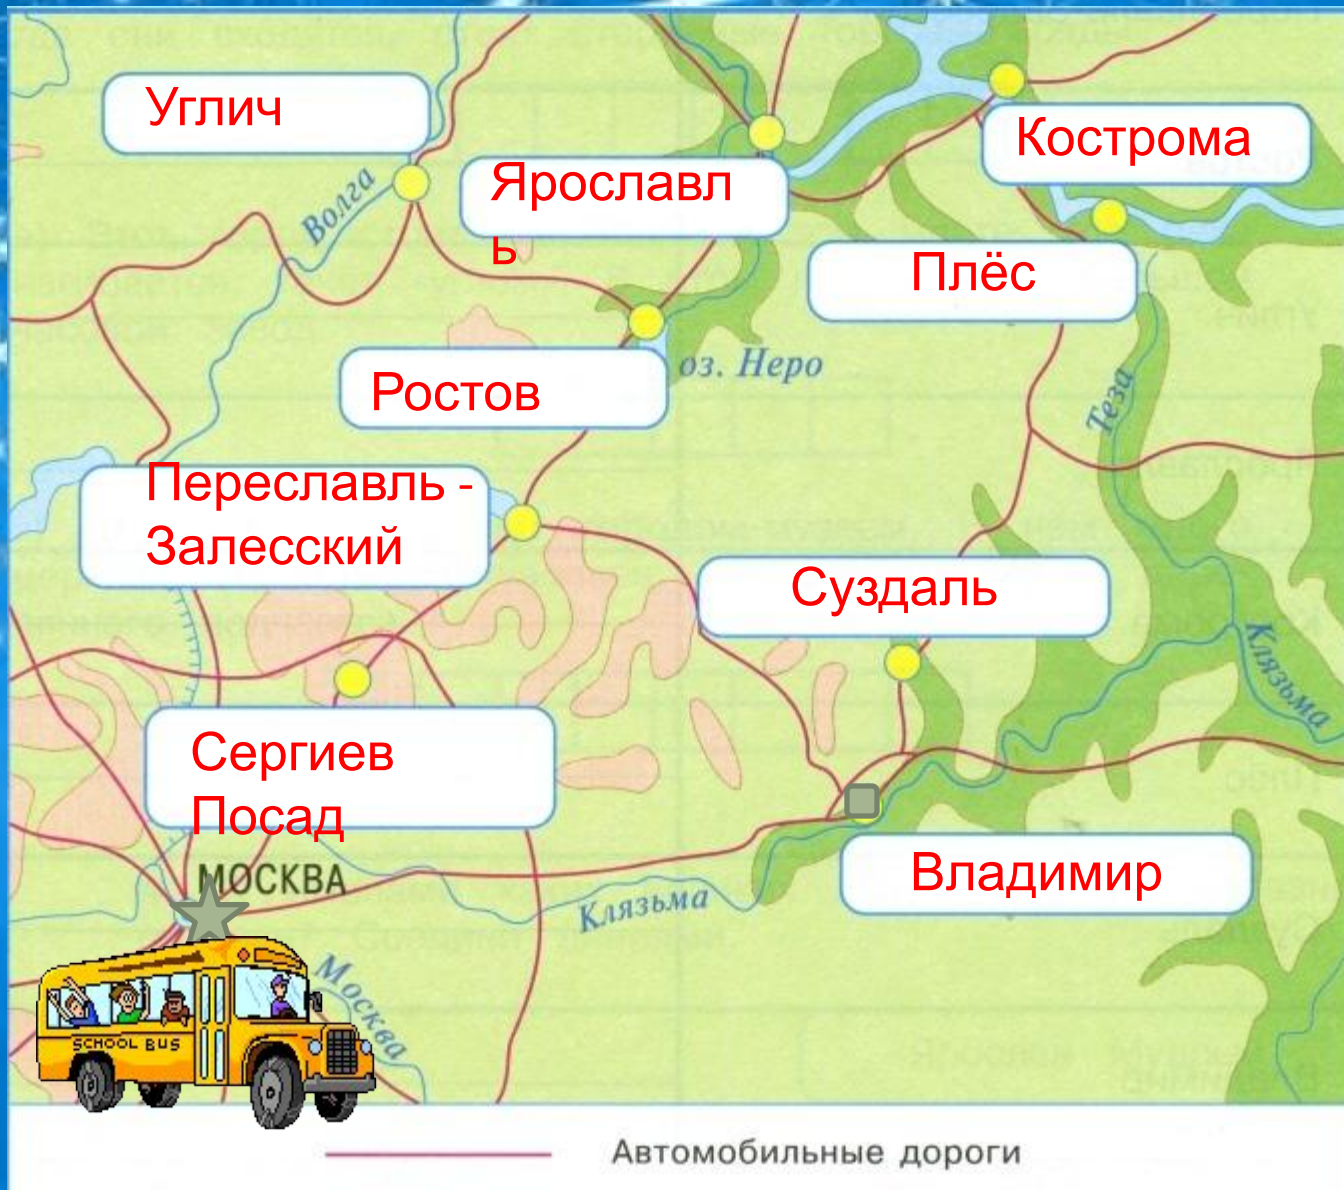 Углич
Кострома
Ярославл
ь
Волга
Плёс
оз. Неро
Ростов
Теза
Переславль -
Залесский
Суздаль
Клязьма
Сергиев
Посад
МОСКВА
Владимир
Клязьма
Москва
SCHOOL BUS
Автомобильные дороги